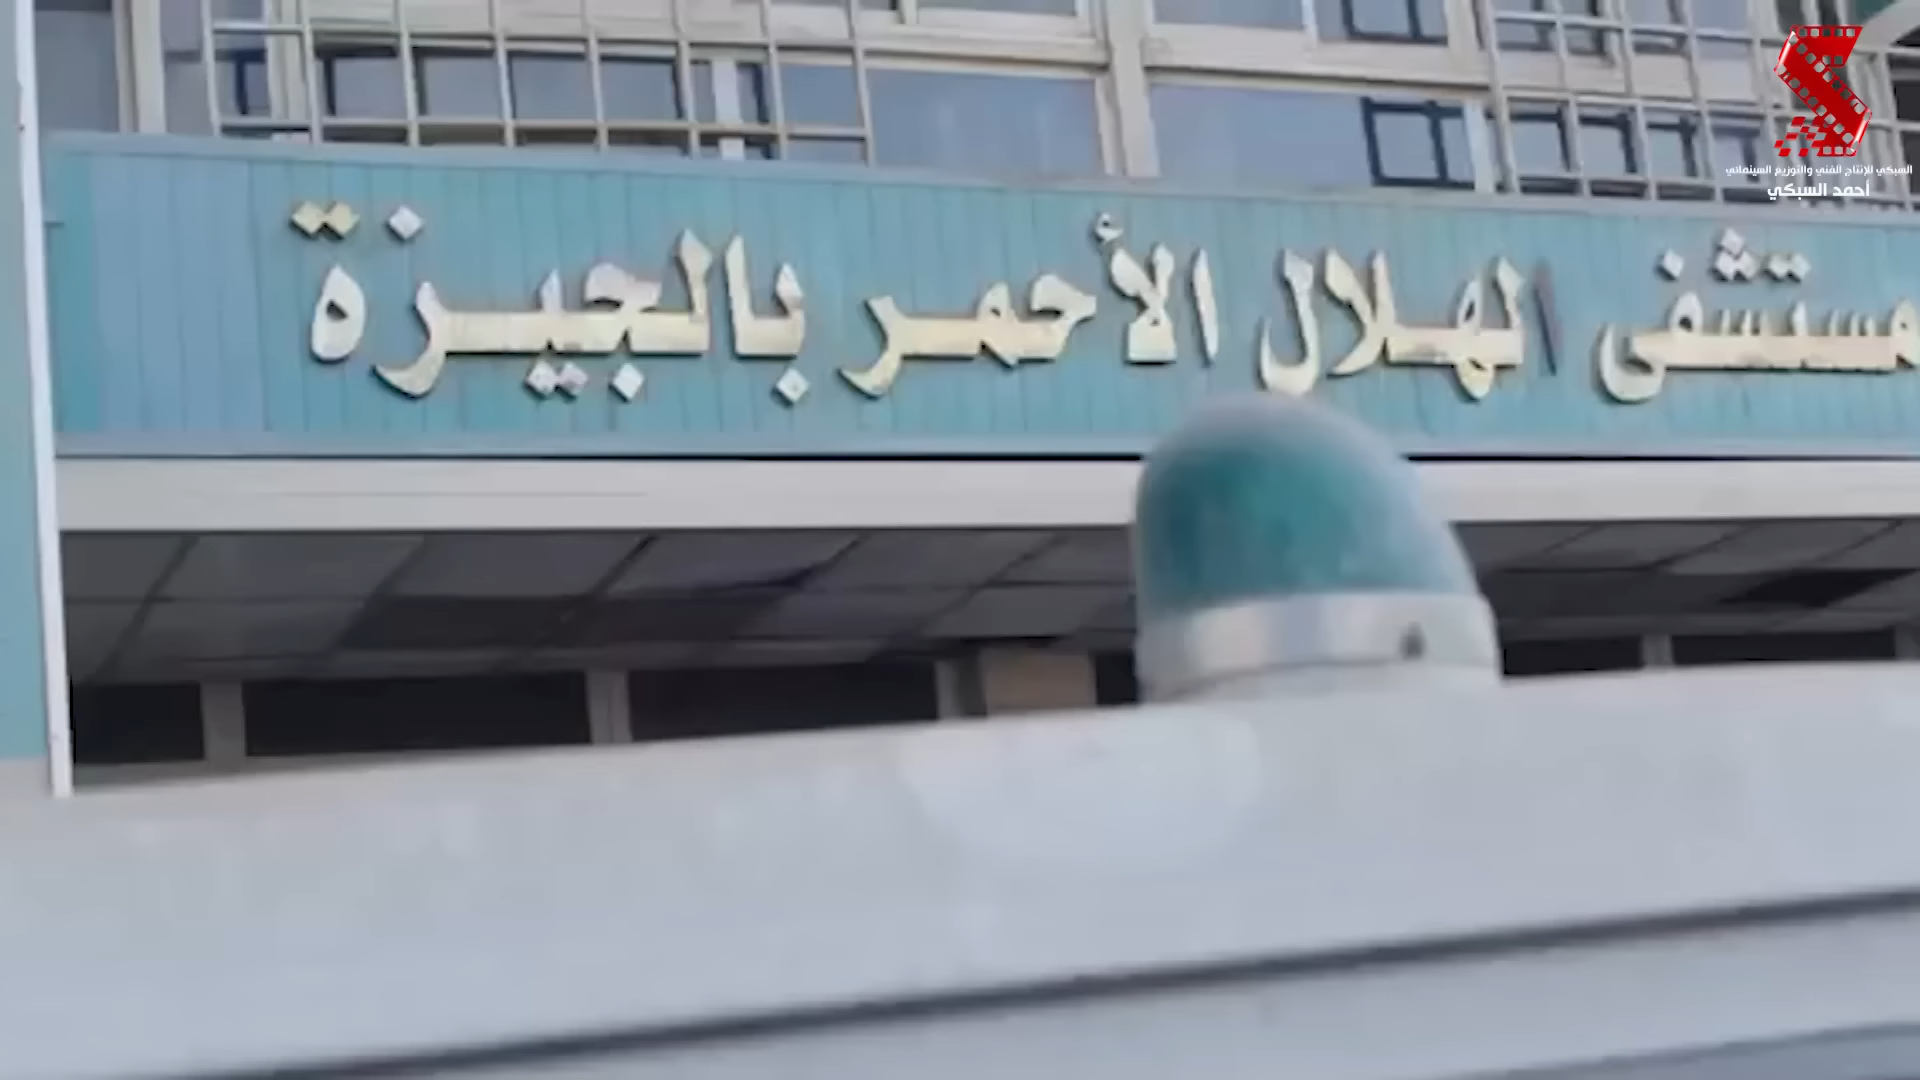 السبكي للإنتاج الفني والتوزيع السينمائي
أحمد السبكي
مستشفى الهلال الأحمر بالجيزة